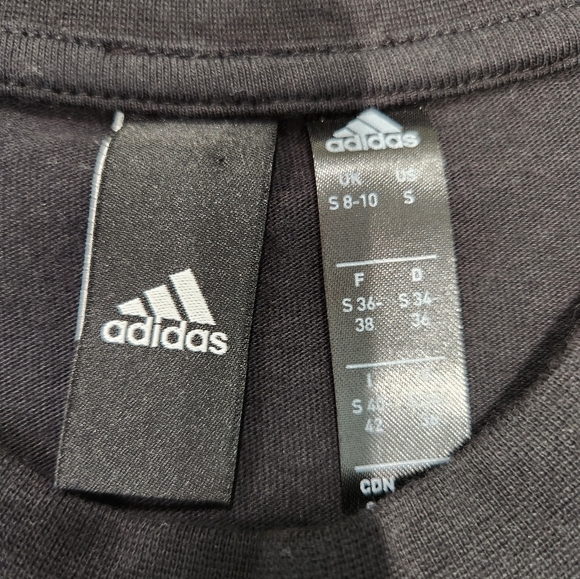 adidas
adidas
UK US
S 8-10 S
F D
S 36- S 34-
38 36
I
S 40-
42
CDN